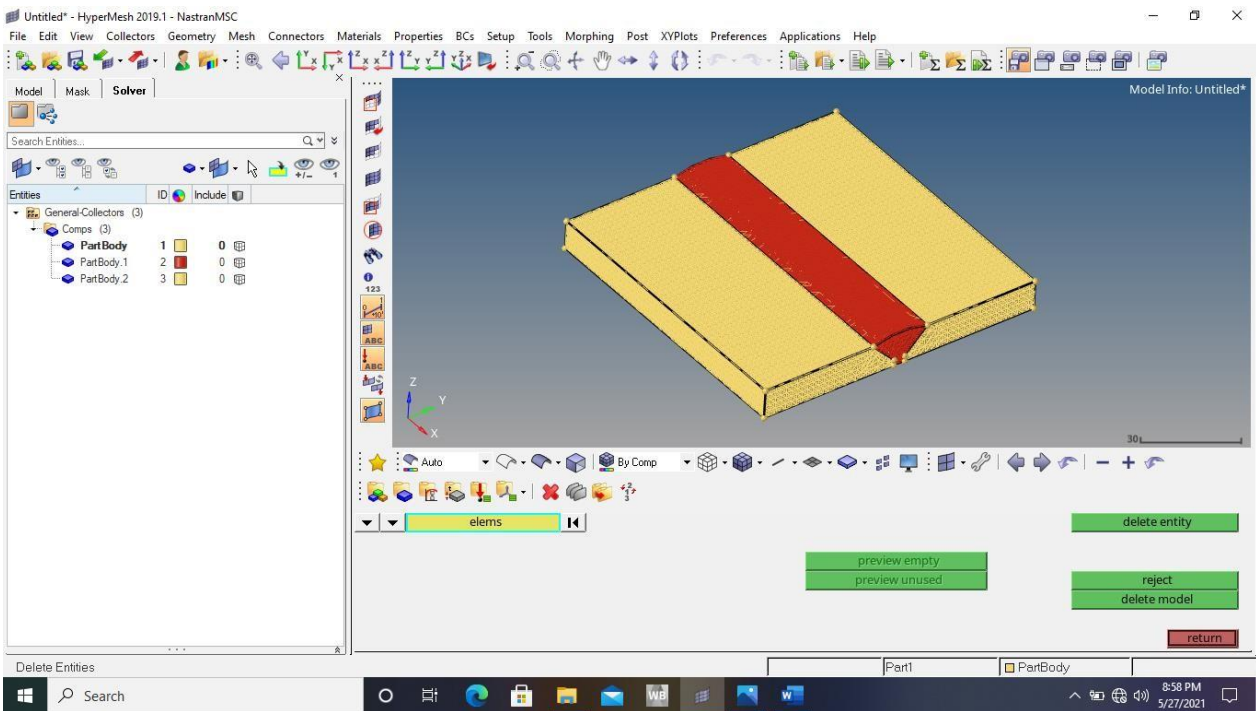 Untitled* - HyperMesh 2019.1 - NastranMSC
File Edit View Collectors Geometry Mesh Connectors Materials Properties BCs Setup Tools Morphing Post XYPlots Preferences Applications Help
Model Mask Solver
Search Entities...
Entities ID Include
General-Collectors (3)
Comps (3)
PartBody 1 0
PartBody.1 2 0
PartBody.2 3 0
123
ABC
ABC
Model Info: Untitled*
Z
Y
X
30
Auto By Comp
elems delete entity
preview empty
preview unused reject
delete model
return
Delete Entities Part1 PartBody
Search WB W 8:58 PM
5/27/2021